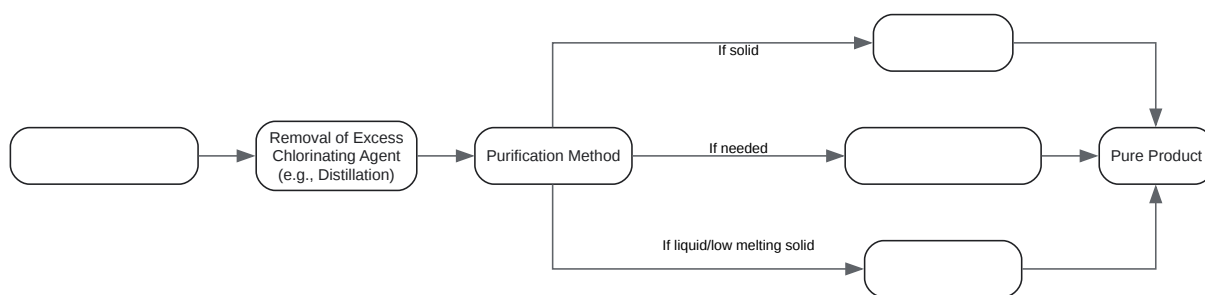 If solid
Removal of Excess
Chlorinating Agent
(e.g., Distillation)
Purification Method
If needed
Pure Product
If liquid/low melting solid